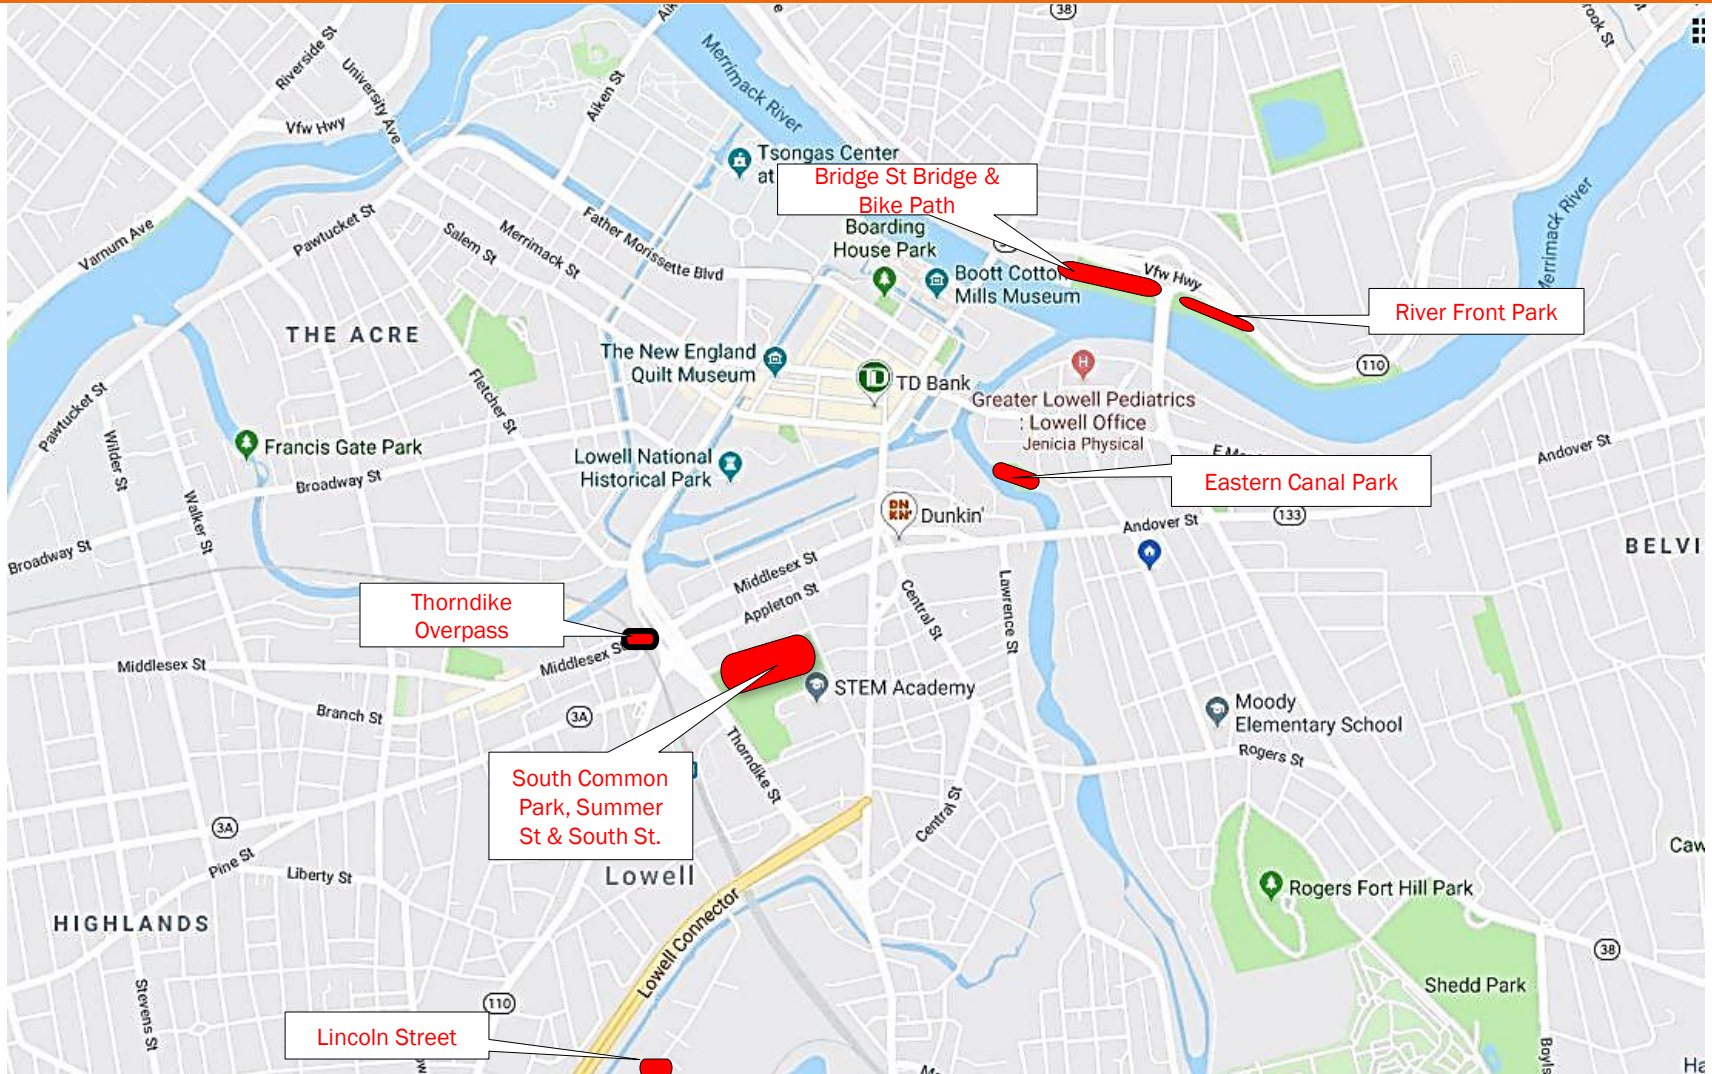 38
Merrimack River
Riverside St
University Ave
Aiken St
Vfw Hwy
Tsongas Center
at
Bridge St Bridge &
Bike Path
Boarding
House Park
Varnum Ave
Pawtucket St
Salem St
Merrimack St
Father Morissette Blvd
Boott Cotton
Mills Museum
Vfw Hwy
Merrimack River
River Front Park
THE ACRE
The New England
Quilt Museum
TD Bank
110
Greater Lowell Pediatrics
: Lowell Office
Jenicia Physical
Fletcher St
Pawtucket St
Wilder St
Francis Gate Park
Lowell National
Historical Park
Broadway St
Walker St
Andover St
Eastern Canal Park
DN
KN'
Dunkin'
Andover St
133
BELVI
Broadway St
Middlesex St
Appleton St
Central St
Lawrence St
Thorndike
Overpass
Middlesex St
Middlesex St
STEM Academy
Branch St
3A
Moody
Elementary School
Rogers St
Thorndike St
South Common
Park, Summer
St & South St.
Central St
3A
Pine St
Liberty St
Lowell
Caw
Rogers Fort Hill Park
HIGHLANDS
Lowell Connector
38
Shedd Park
Stevens St
110
Lincoln Street
Boyls
Ha